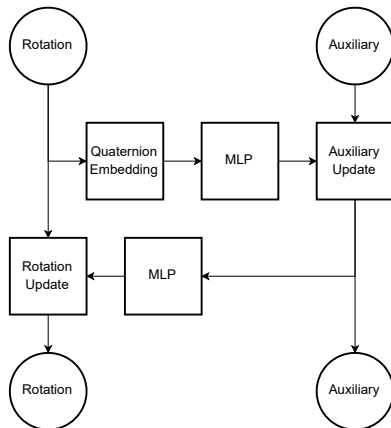 Rotation
Auxiliary
Quaternion
Embedding
MLP
Auxiliary
Update
Rotation
Update
MLP
Rotation
Auxiliary